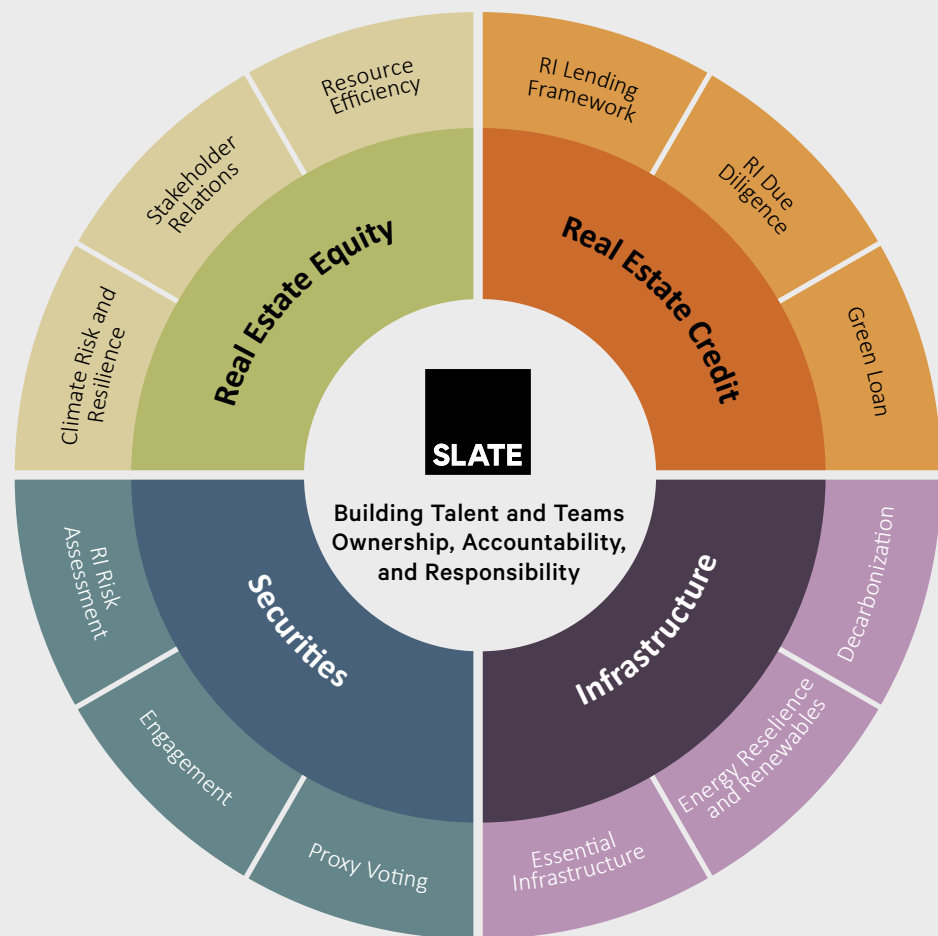 Resource
Efficiency
Stakeholder
Relations
Climate Risk and
Resilience
Real Estate Equity
RI Lending
Framework
RI Due
Diligence
Green Loan
Real Estate Credit
SLATE
Building Talent and Teams
Ownership, Accountability,
and Responsibility
RI Risk
Assessment
Engagement
Proxy Voting
Securities
Decarbonization
Energy Reselience
and Renewables
Essential
Infrastructure
Infrastructure